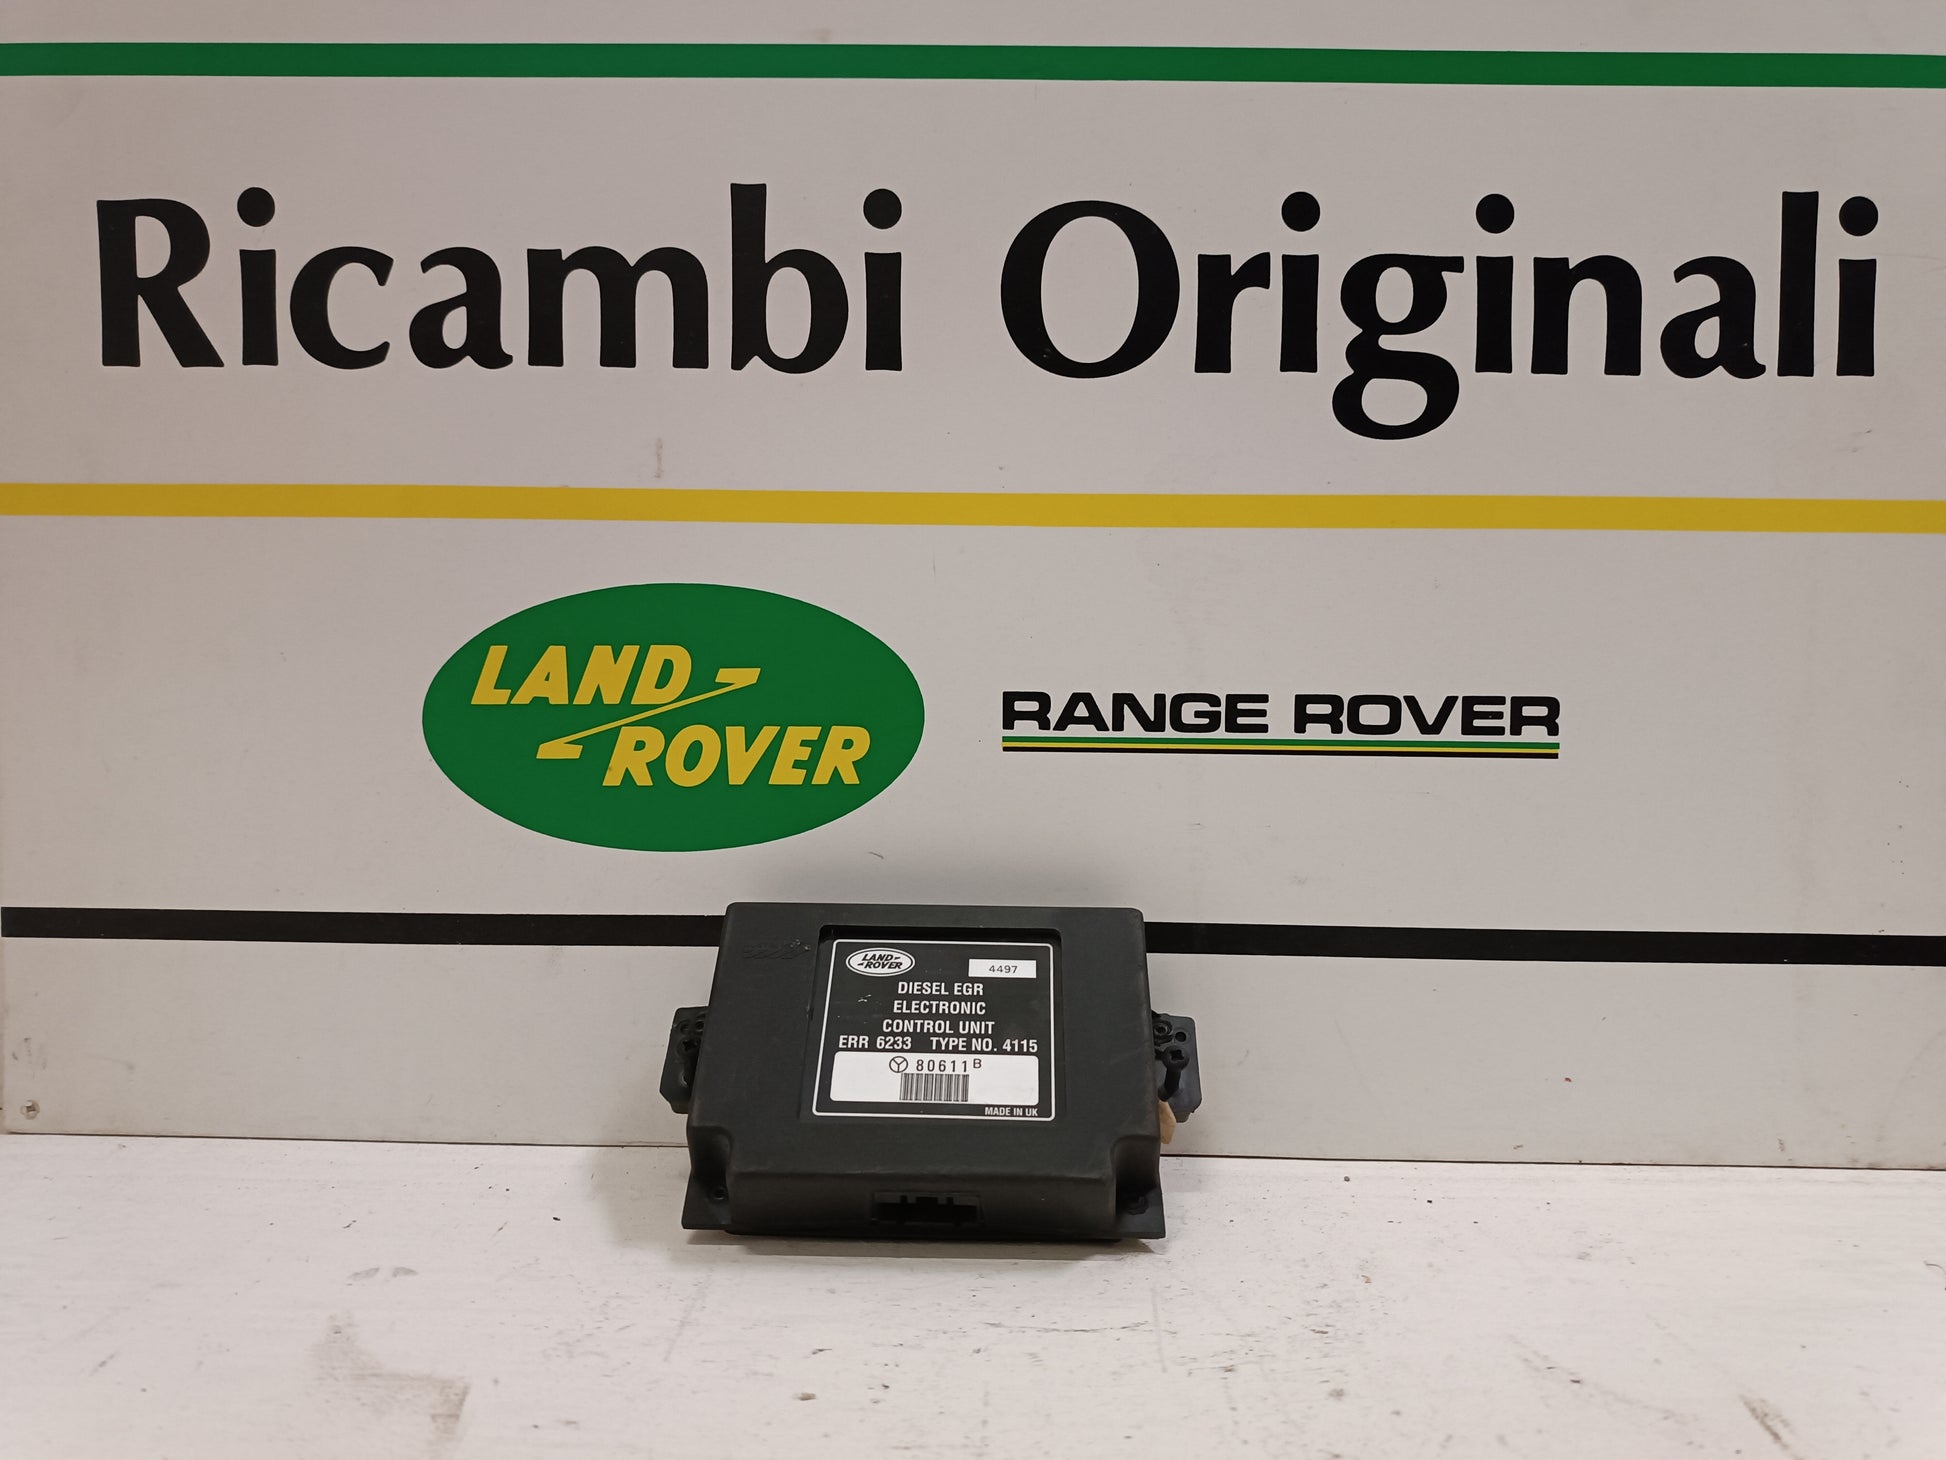 Ricambi Originali
LAND
ROVER
RANGE ROVER
LAND
ROVER
4497
DIESEL EGR
ELECTRONIC
CONTROL UNIT
ERR 6233 TYPE NO. 4115
80611B
MADE IN UK